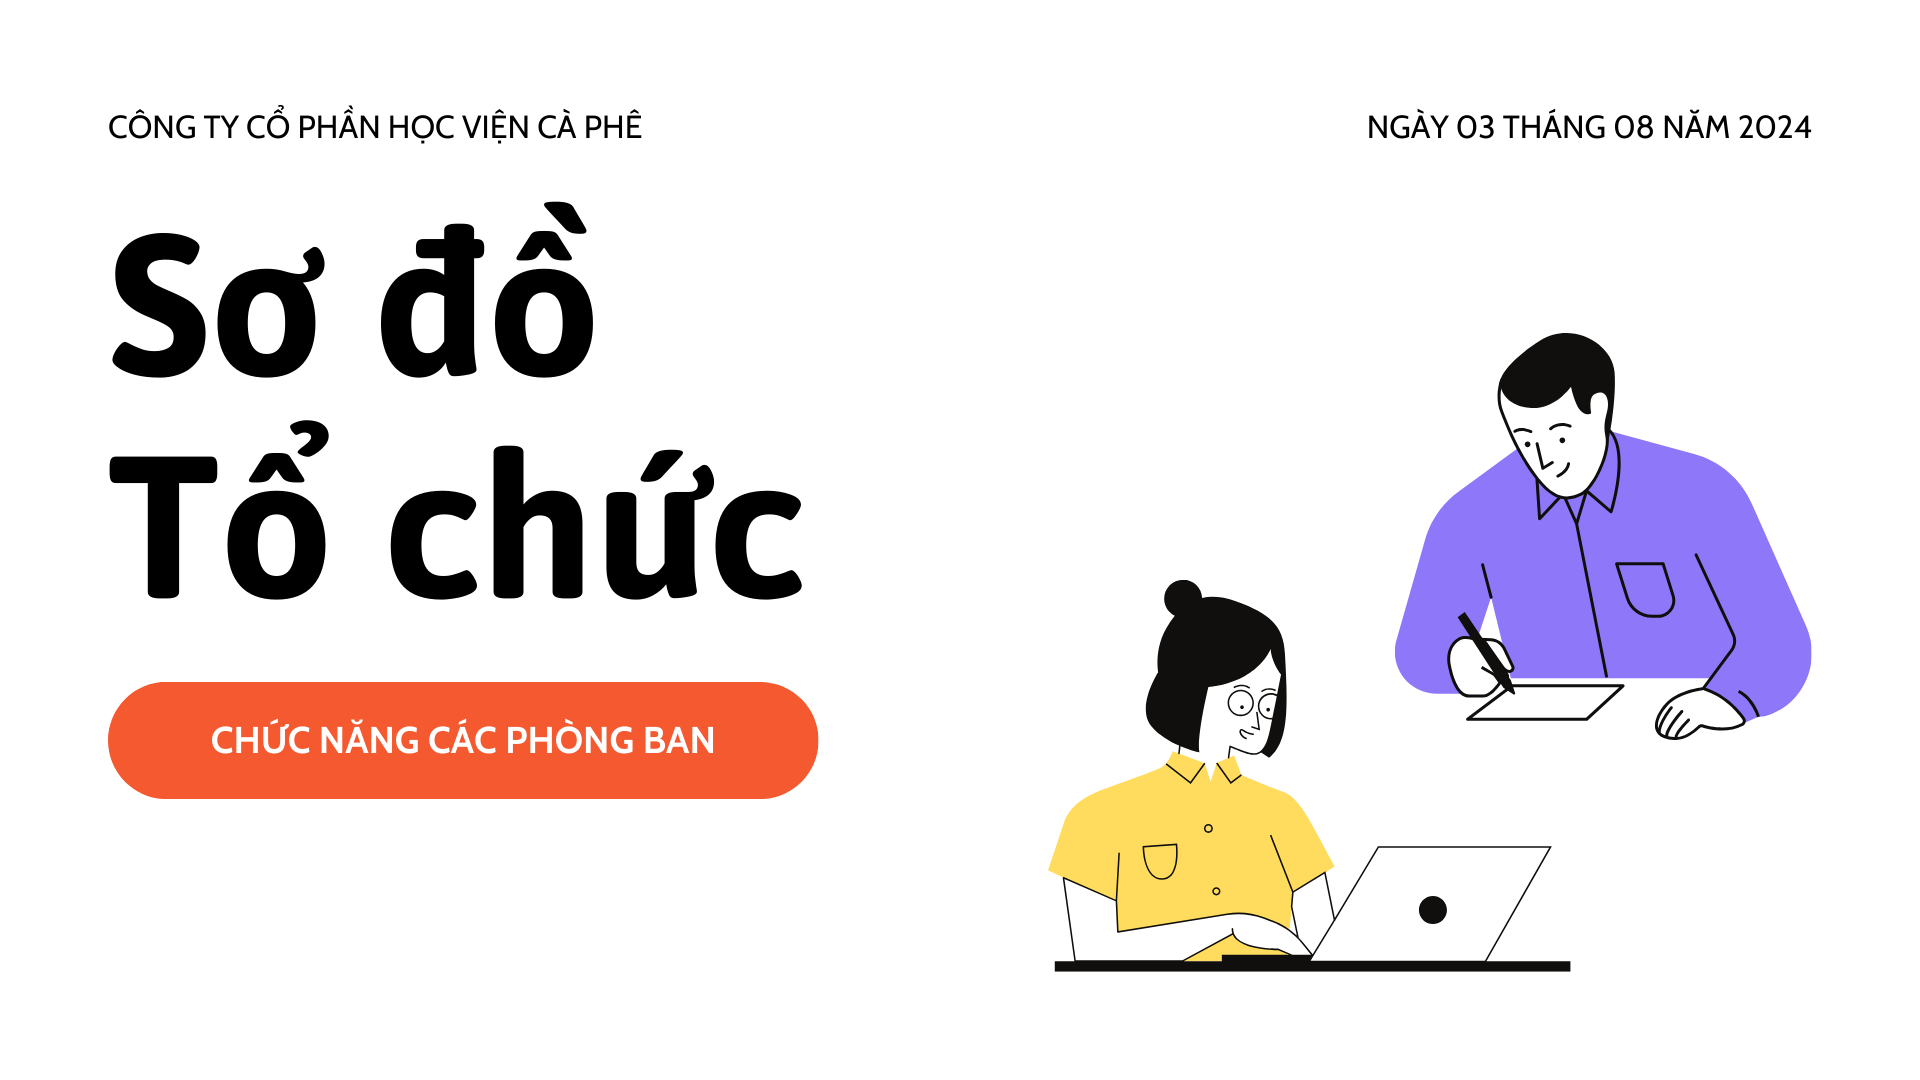 CÔNG TY CỔ PHẦN HỌC VIỆN CÀ PHÊ
NGÀY 03 THÁNG 08 NĂM 2024
Sơ đồ
Tổ chức
CHỨC NĂNG CÁC PHÒNG BAN